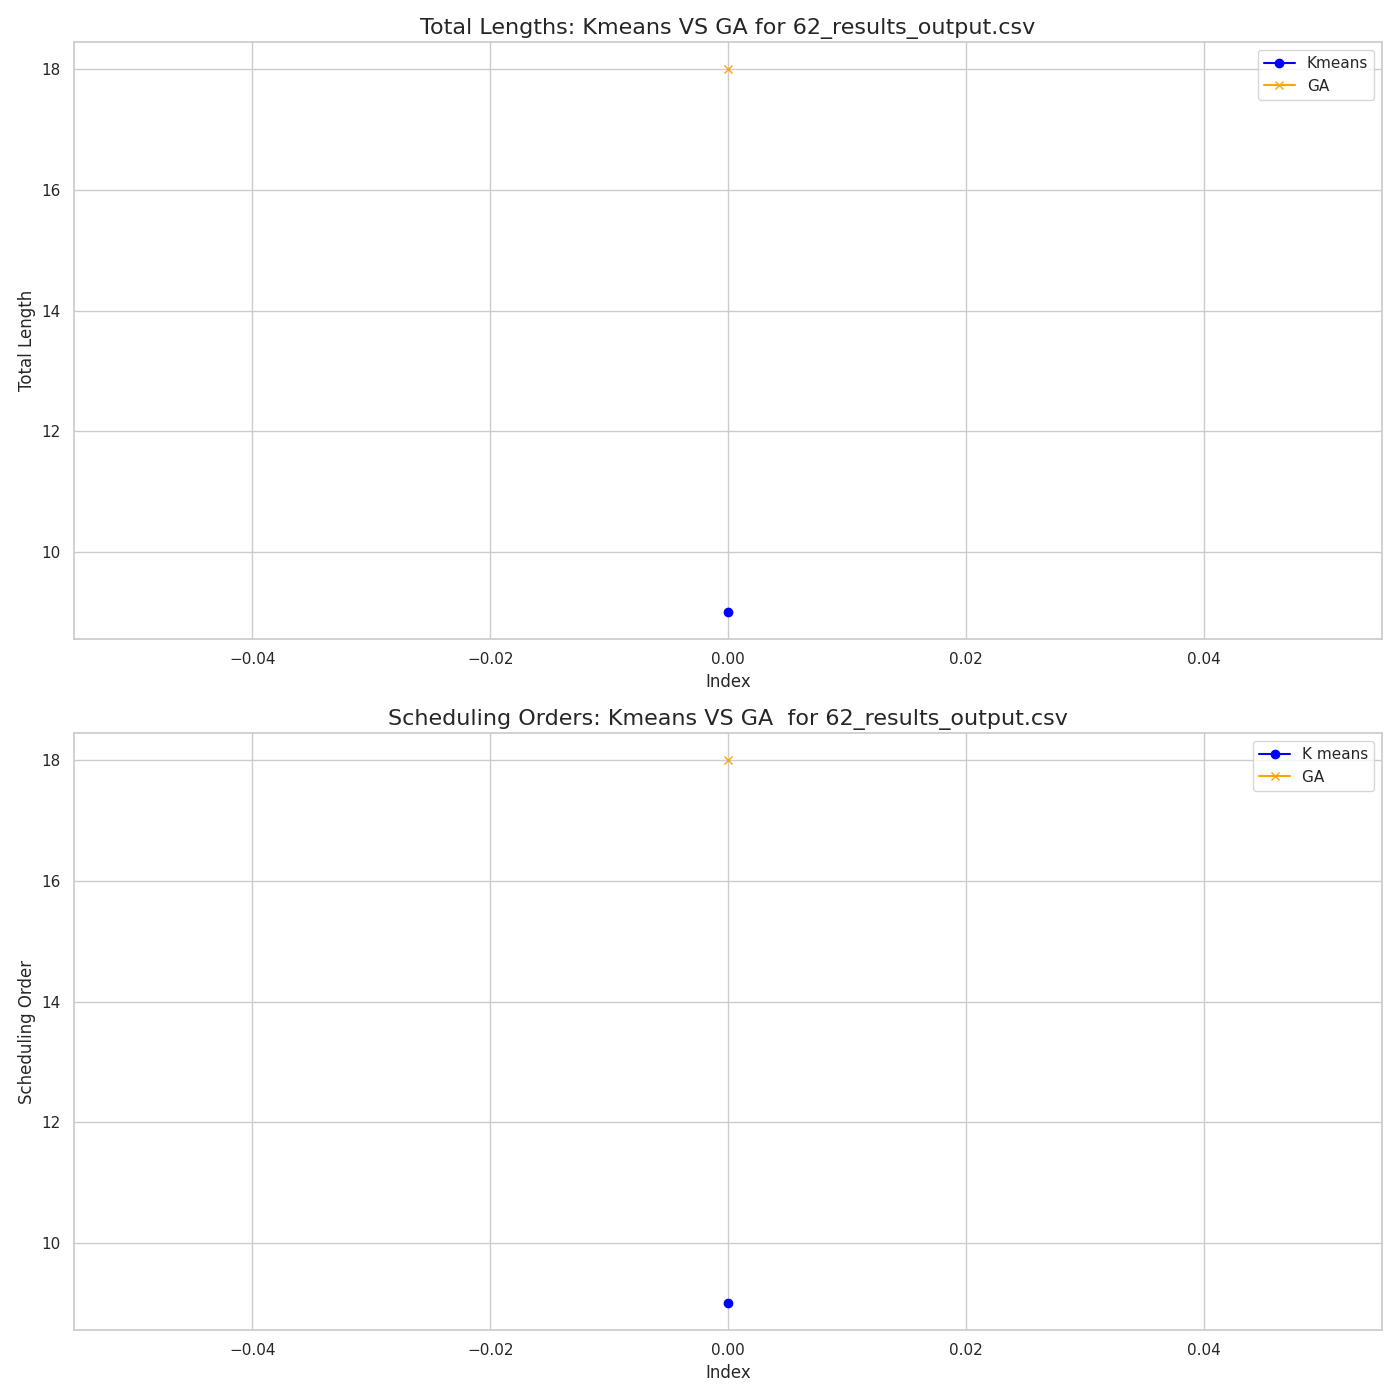 Total Lengths: Kmeans VS GA for 62_results_output.csv
Kmeans
GA
18
16
14
12
10
Total Length
−0.04
−0.02
0.00
0.02
0.04
Index
Scheduling Orders: Kmeans VS GA  for 62_results_output.csv
K means
GA
18
16
14
12
10
Scheduling Order
−0.04
−0.02
0.00
0.02
0.04
Index